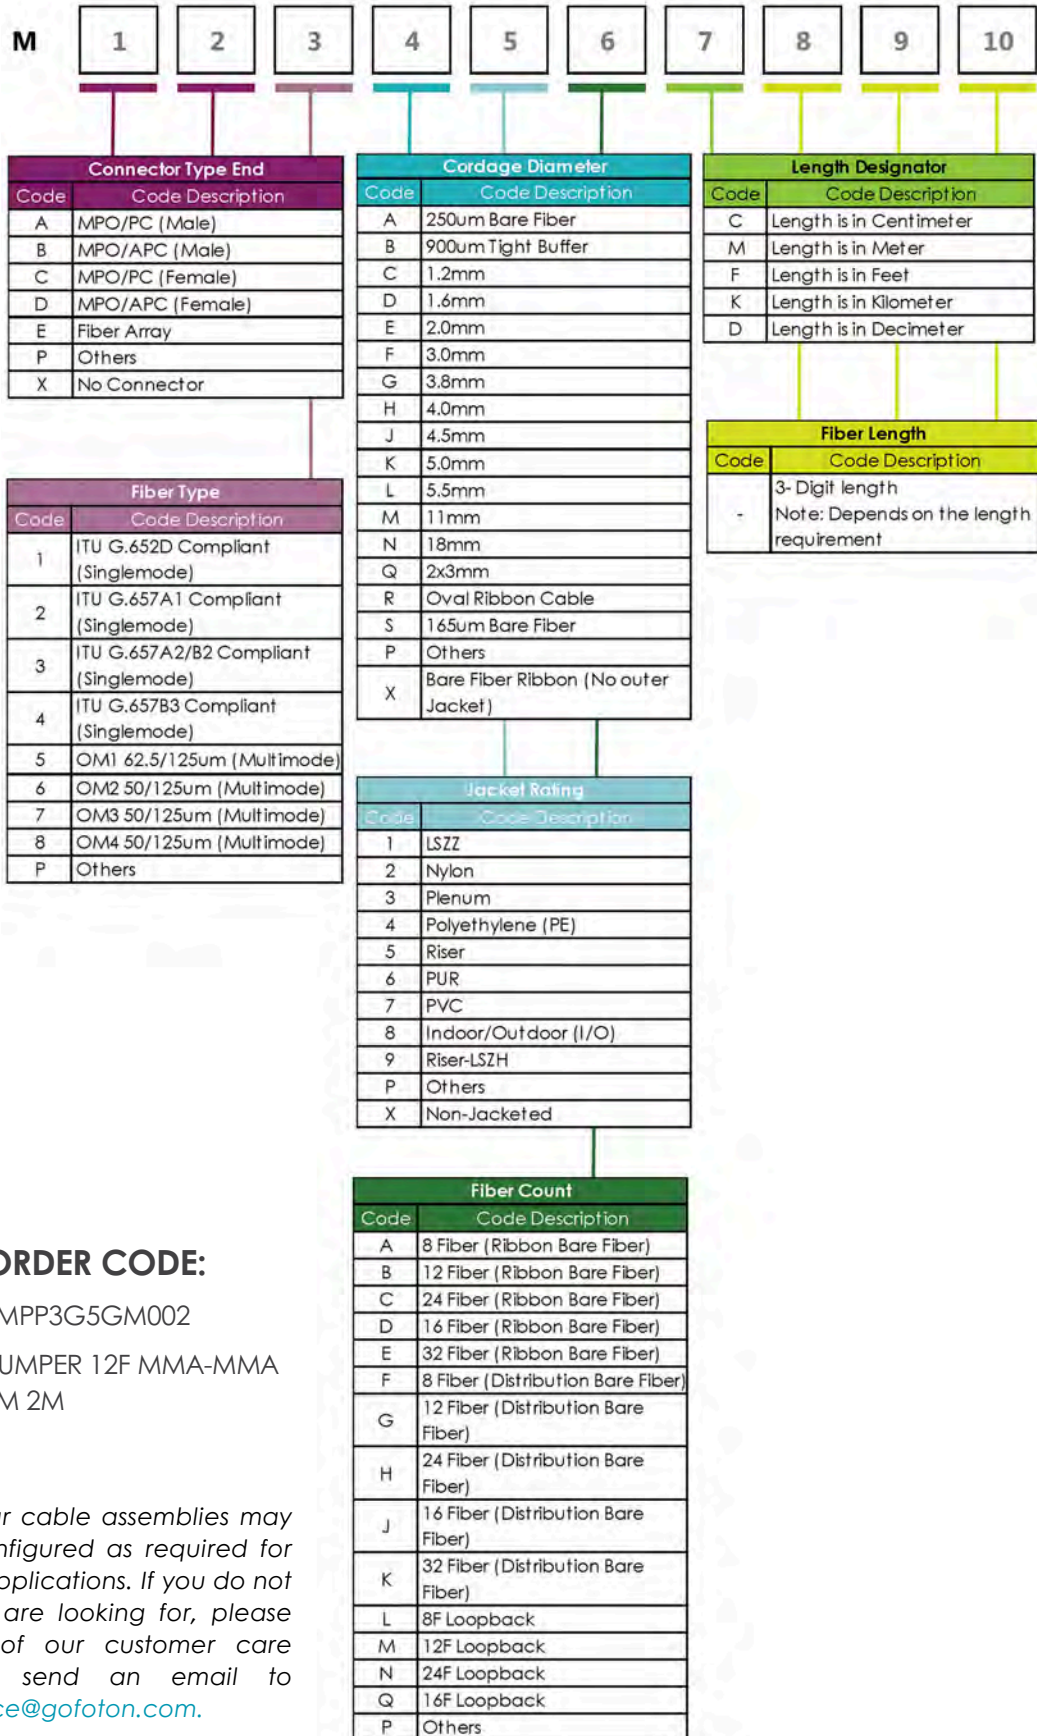 M 1 2 3 4 5 6 7 8 9 10
Connector Type End
Code Code Description
A MPO/PC (Male)
B MPO/APC (Male)
C MPO/PC (Female)
D MPO/APC (Female)
E Fiber Array
P Others
X No Connector
Fiber Type
Code Code Description
1 ITU G.652D Compliant
(Singlemode)
2 ITU G.657A1 Compliant
(Singlemode)
3 ITU G.657A2/B2 Compliant
(Singlemode)
4 ITU G.657B3 Compliant
(Singlemode)
5 OM1 62.5/125um (Multimode)
6 OM2 50/125um (Multimode)
7 OM3 50/125um (Multimode)
8 OM4 50/125um (Multimode)
P Others
Cordage Diameter
Code Code Description
A 250um Bare Fiber
B 900um Tight Buffer
C 1.2mm
D 1.6mm
E 2.0mm
F 3.0mm
G 3.8mm
H 4.0mm
J 4.5mm
K 5.0mm
L 5.5mm
M 11mm
N 18mm
Q 2x3mm
R Oval Ribbon Cable
S 165um Bare Fiber
P Others
X Bare Fiber Ribbon (No outer
Jacket)
Jacket Rating
Code Code Description
1 LSZZ
2 Nylon
3 Plenum
4 Polyethylene (PE)
5 Riser
6 PUR
7 PVC
8 Indoor/Outdoor (I/O)
9 Riser-LSZH
P Others
X Non-Jacketed
Fiber Count
Code Code Description
A 8 Fiber (Ribbon Bare Fiber)
B 12 Fiber (Ribbon Bare Fiber)
C 24 Fiber (Ribbon Bare Fiber)
D 16 Fiber (Ribbon Bare Fiber)
E 32 Fiber (Ribbon Bare Fiber)
F 8 Fiber (Distribution Bare Fiber)
G 12 Fiber (Distribution Bare
Fiber)
H 24 Fiber (Distribution Bare
Fiber)
J 16 Fiber (Distribution Bare
Fiber)
K 32 Fiber (Distribution Bare
Fiber)
L 8F Loopback
M 12F Loopback
N 24F Loopback
Q 16F Loopback
P Others
Length Designator
Code Code Description
C Length is in Centimeter
M Length is in Meter
F Length is in Feet
K Length is in Kilometer
D Length is in Decimeter
Fiber Length
Code Code Description
- 3- Digit length
Note: Depends on the length
requirement
ORDER CODE:
MPP3G5GM002
UMPER 12F MMA-MMA
M 2M
r cable assemblies may
nfigured as required for
pplications. If you do not
are looking for, please
of our customer care
send an email to
ce@gofoton.com.